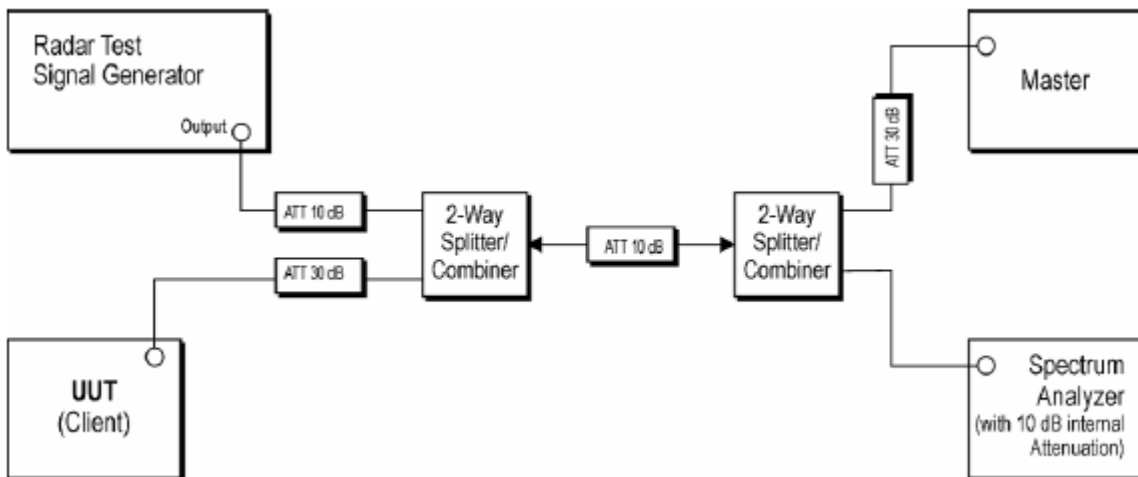 Radar Test
Signal Generator
Output
ATT 10 dB
ATT 30 dB
UUT
(Client)
2-Way
Splitter/
Combiner
ATT 10 dB
2-Way
Splitter/
Combiner
ATT 30 dB
Master
Spectrum
Analyzer
(with 10 dB internal
Attenuation)